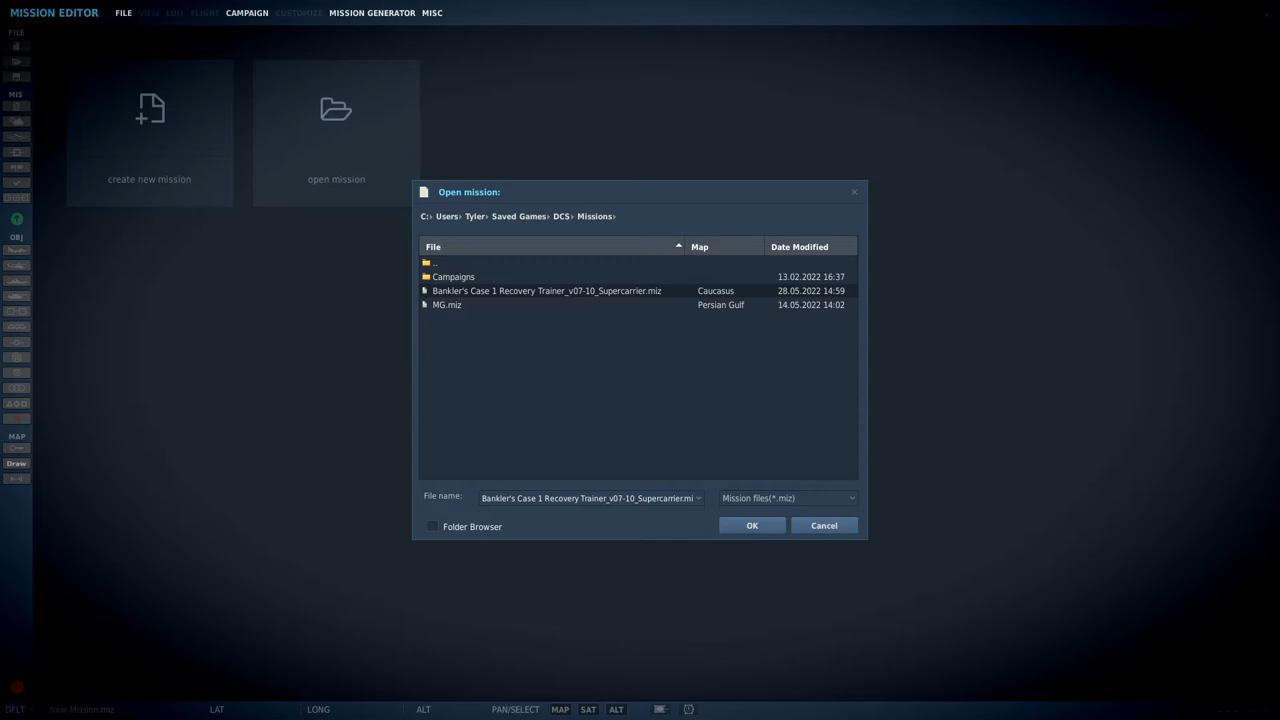 MISSION EDITOR FILE VIEW EDIT FLIGHT CAMPAIGN CUSTOMIZE MISSION GENERATOR MISC
FILE
MIS
OBJ
MAP
Draw
create new mission
open mission
Open mission:
C:› Users› Tyler› Saved Games› DCS› Missions›
File Map Date Modified
..
Campaigns 13.02.2022 16:37
Bankler's Case 1 Recovery Trainer_v07-10_Supercarrier.miz Caucasus 28.05.2022 14:59
MG.miz Persian Gulf 14.05.2022 14:02
File name: Bankler's Case 1 Recovery Trainer_v07-10_Supercarrier.mi Mission files(*.miz)
Folder Browser OK Cancel
DFLT New Mission.miz LAT LONG ALT PAN/SELECT MAP SAT ALT